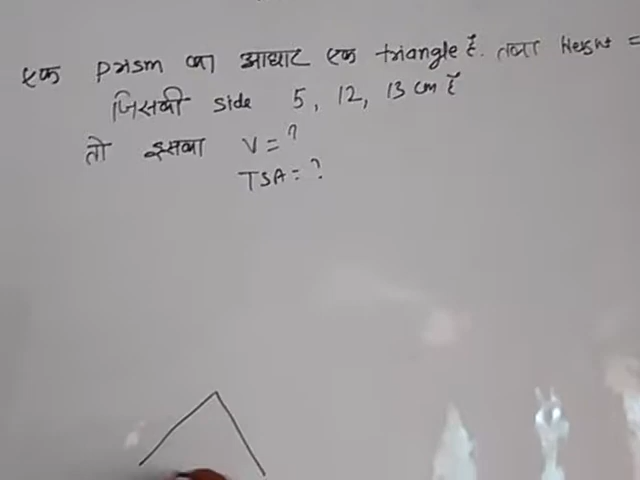 एक Prism का आधार एक triangle है. तथा Height =
जिसकी side 5, 12, 13 cm है
तो इसका V = ?
TSA = ?